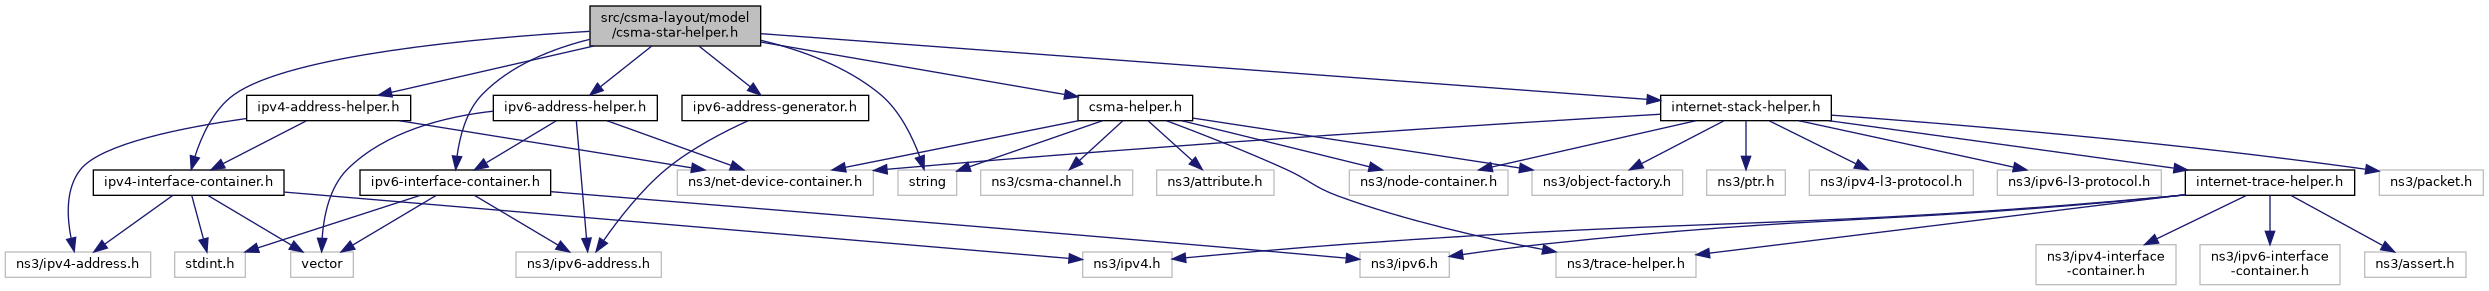 src/csma-layout/model
/csma-star-helper.h
ipv4-address-helper.h
ipv6-address-helper.h
ipv6-address-generator.h
csma-helper.h
internet-stack-helper.h
ipv4-interface-container.h
ipv6-interface-container.h
ns3/net-device-container.h
string
ns3/csma-channel.h
ns3/attribute.h
ns3/node-container.h
ns3/object-factory.h
ns3/ptr.h
ns3/ipv4-l3-protocol.h
ns3/ipv6-l3-protocol.h
internet-trace-helper.h
ns3/packet.h
ns3/ipv4-address.h
stdint.h
vector
ns3/ipv6-address.h
ns3/ipv4.h
ns3/ipv6.h
ns3/trace-helper.h
ns3/ipv4-interface
-container.h
ns3/ipv6-interface
-container.h
ns3/assert.h